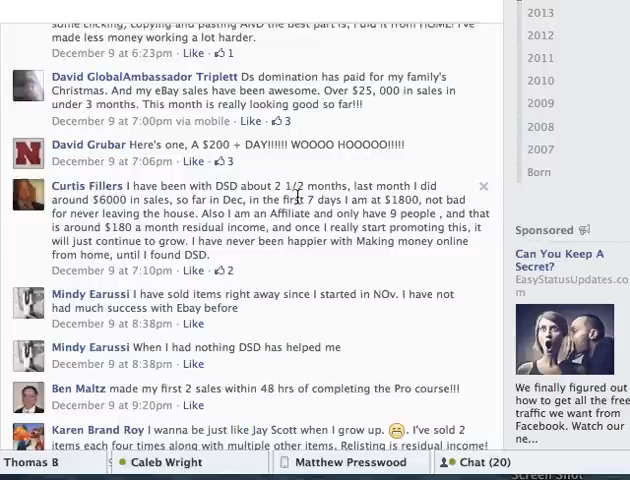 some clicking, copying and pasting AND the best part is, I did it from HOME! I've
made less money working a lot harder.
December 9 at 6:23pm · Like · 1
David GlobalAmbassador Triplett Ds domination has paid for my family's
Christmas. And my eBay sales have been awesome. Over $25, 000 in sales in
under 3 months. This month is really looking good so far!!!
December 9 at 7:00pm via mobile · Like · 3
David Grubar Here's one, A $200 + DAY!!!!!! WOOOO HOOOOO!!!!!
December 9 at 7:06pm · Like · 3
Curtis Fillers I have been with DSD about 2 1/2 months, last month I did
around $6000 in sales, so far in Dec, in the first 7 days I am at $1800, not bad
for never leaving the house. Also I am an Affiliate and only have 9 people , and that
is around $180 a month residual income, and once I really start promoting this, it
will just continue to grow. I have never been happier with Making money online
from home, until I found DSD.
December 9 at 7:10pm · Like · 2
Mindy Earussi I have sold items right away since I started in NOv. I have not
had much success with Ebay before
December 9 at 8:38pm · Like
Mindy Earussi When I had nothing DSD has helped me
December 9 at 8:38pm · Like
Ben Maltz made my first 2 sales within 48 hrs of completing the Pro course!!!
December 9 at 9:20pm · Like
Karen Brand Roy I wanna be just like Jay Scott when I grow up. . I've sold 2
items each four times along with multiple other items. Relisting is residual income!
Thomas B
Caleb Wright
Matthew Presswood
Chat (20)
2013
2012
2011
2010
2009
2008
2007
Born
Sponsored
Can You Keep A
Secret?
EasyStatusUpdates.co
m
We finally figured out
how to get all the free
traffic we want from
Facebook. Watch our
ne...
Screen Shot